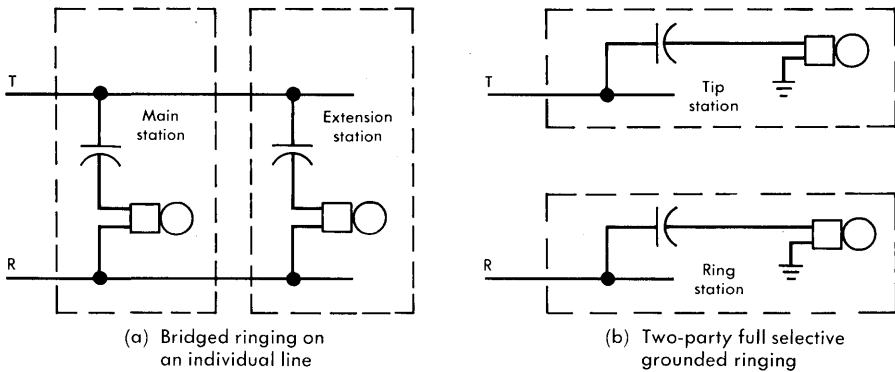 T
Main
station
Extension
station
R
(a) Bridged ringing on
an individual line
T
Tip
station
R
Ring
station
(b) Two-party full selective
grounded ringing